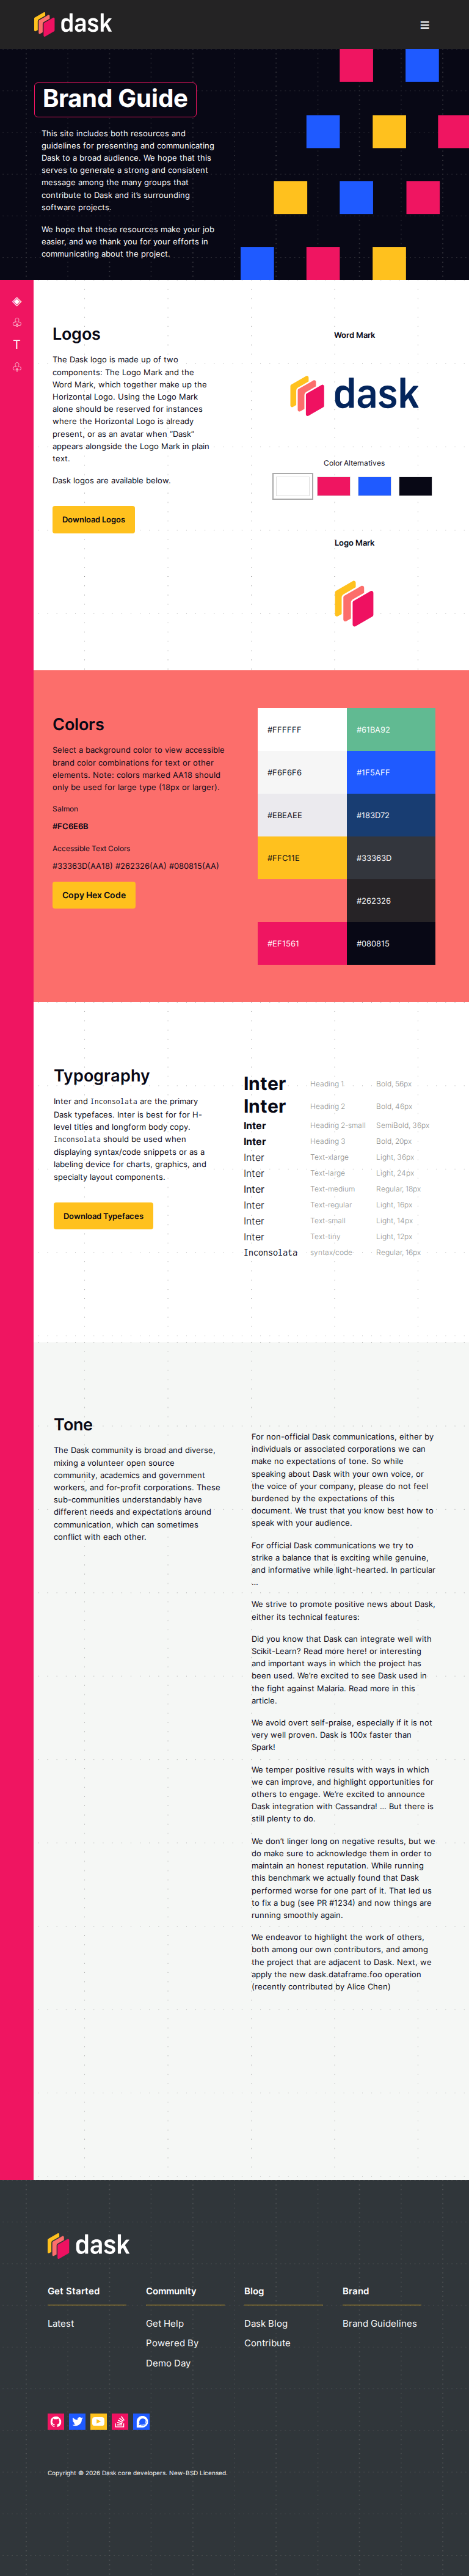 dask
Brand Guide
This site includes both resources and
guidelines for presenting and communicating
Dask to a broad audience. We hope that this
serves to generate a strong and consistent
message among the many groups that
contribute to Dask and it's surrounding
software projects.
We hope that these resources make your job
easier, and we thank you for your efforts in
communicating about the project.
T
Logos
The Dask logo is made up of two
components: The Logo Mark and the
Word Mark, which together make up the
Horizontal Logo. Using the Logo Mark
alone should be reserved for instances
where the Horizontal Logo is already
present, or as an avatar when "Dask"
appears alongside the Logo Mark in plain
text.
Dask logos are available below.
Download Logos
Word Mark
dask
Color Alternatives
Logo Mark
Colors
Select a background color to view accessible
brand color combinations for text or other
elements. Note: colors marked AA18 should
only be used for large type (18px or larger).
Salmon
#FC6E6B
Accessible Text Colors
#33363D(AA18) #262326(AA) #080815(AA)
Copy Hex Code
#FFFFFF
#61BA92
#F6F6F6
#1F5AFF
#EBEAEE
#183D72
#FFC11E
#33363D
#262326
#EF1561
#080815
Typography
Inter and Inconsolata are the primary
Dask typefaces. Inter is best for for H-
level titles and longform body copy.
Inconsolata should be used when
displaying syntax/code snippets or as a
labeling device for charts, graphics, and
specialty layout components.
Download Typefaces
Inter Heading 1 Bold, 56px
Inter Heading 2 Bold, 46px
Inter Heading 2-small SemiBold, 36px
Inter Heading 3 Bold, 20px
Inter Text-xlarge Light, 36px
Inter Text-large Light, 24px
Inter Text-medium Regular, 18px
Inter Text-regular Light, 16px
Inter Text-small Light, 14px
Inter Text-tiny Light, 12px
Inconsolata syntax/code Regular, 16px
Tone
The Dask community is broad and diverse,
mixing a volunteer open source
community, academics and government
workers, and for-profit corporations. These
sub-communities understandably have
different needs and expectations around
communication, which can sometimes
conflict with each other.
For non-official Dask communications, either by
individuals or associated corporations we can
make no expectations of tone. So while
speaking about Dask with your own voice, or
the voice of your company, please do not feel
burdened by the expectations of this
document. We trust that you know best how to
speak with your audience.
For official Dask communications we try to
strike a balance that is exciting while genuine,
and informative while light-hearted. In particular
...
We strive to promote positive news about Dask,
either its technical features:
Did you know that Dask can integrate well with
Scikit-Learn? Read more here! or interesting
and important ways in which the project has
been used. We're excited to see Dask used in
the fight against Malaria. Read more in this
article.
We avoid overt self-praise, especially if it is not
very well proven. Dask is 100x faster than
Spark!
We temper positive results with ways in which
we can improve, and highlight opportunities for
others to engage. We're excited to announce
Dask integration with Cassandra! ... But there is
still plenty to do.
We don't linger long on negative results, but we
do make sure to acknowledge them in order to
maintain an honest reputation. While running
this benchmark we actually found that Dask
performed worse for one part of it. That led us
to fix a bug (see PR #1234) and now things are
running smoothly again.
We endeavor to highlight the work of others,
both among our own contributors, and among
the project that are adjacent to Dask. Next, we
apply the new dask.dataframe.foo operation
(recently contributed by Alice Chen)
dask
Get Started
Latest
Community
Get Help
Powered By
Demo Day
Blog
Dask Blog
Contribute
Brand
Brand Guidelines
Copyright © 2026 Dask core developers. New-BSD Licensed.